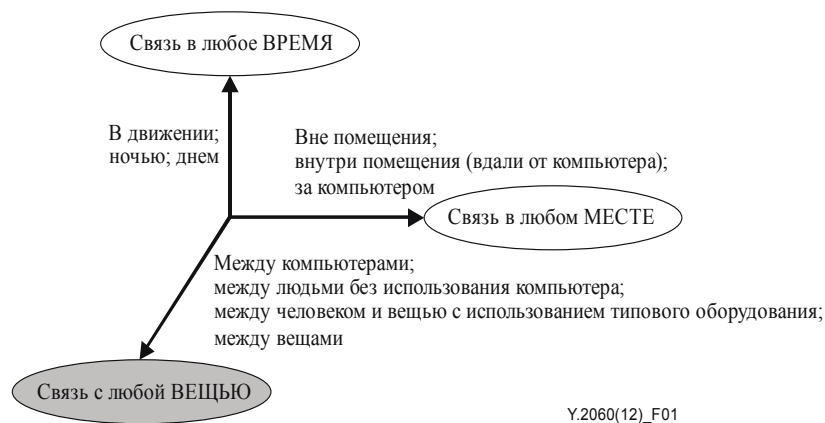 Связь в любое ВРЕМЯ
В движении;
ночью; днем
Вне помещения;
внутри помещения (вдали от компьютера);
за компьютером
Связь в любом МЕСТЕ
Между компьютерами;
между людьми без использования компьютера;
между человеком и вещью с использованием типового оборудования;
между вещами
Связь с любой ВЕЩЬЮ
Y.2060(12)_F01